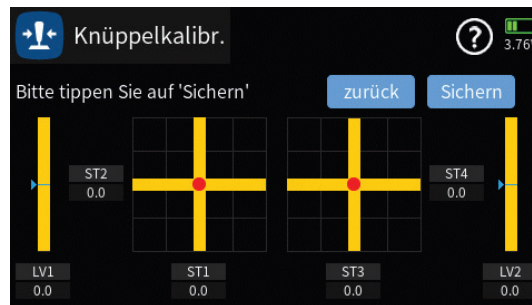 Knüppelkalibr.
?
3.76V
Bitte tippen Sie auf 'Sichern'
zurück
Sichern
ST2
0.0
ST4
0.0
LV1
0.0
ST1
0.0
ST3
0.0
LV2
0.0